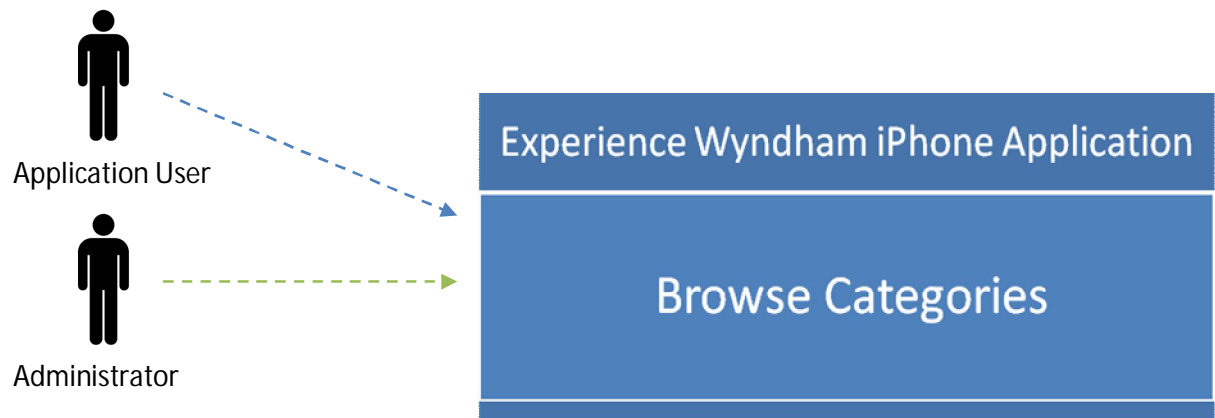 Application User
Administrator
Experience Wyndham iPhone Application
Browse Categories